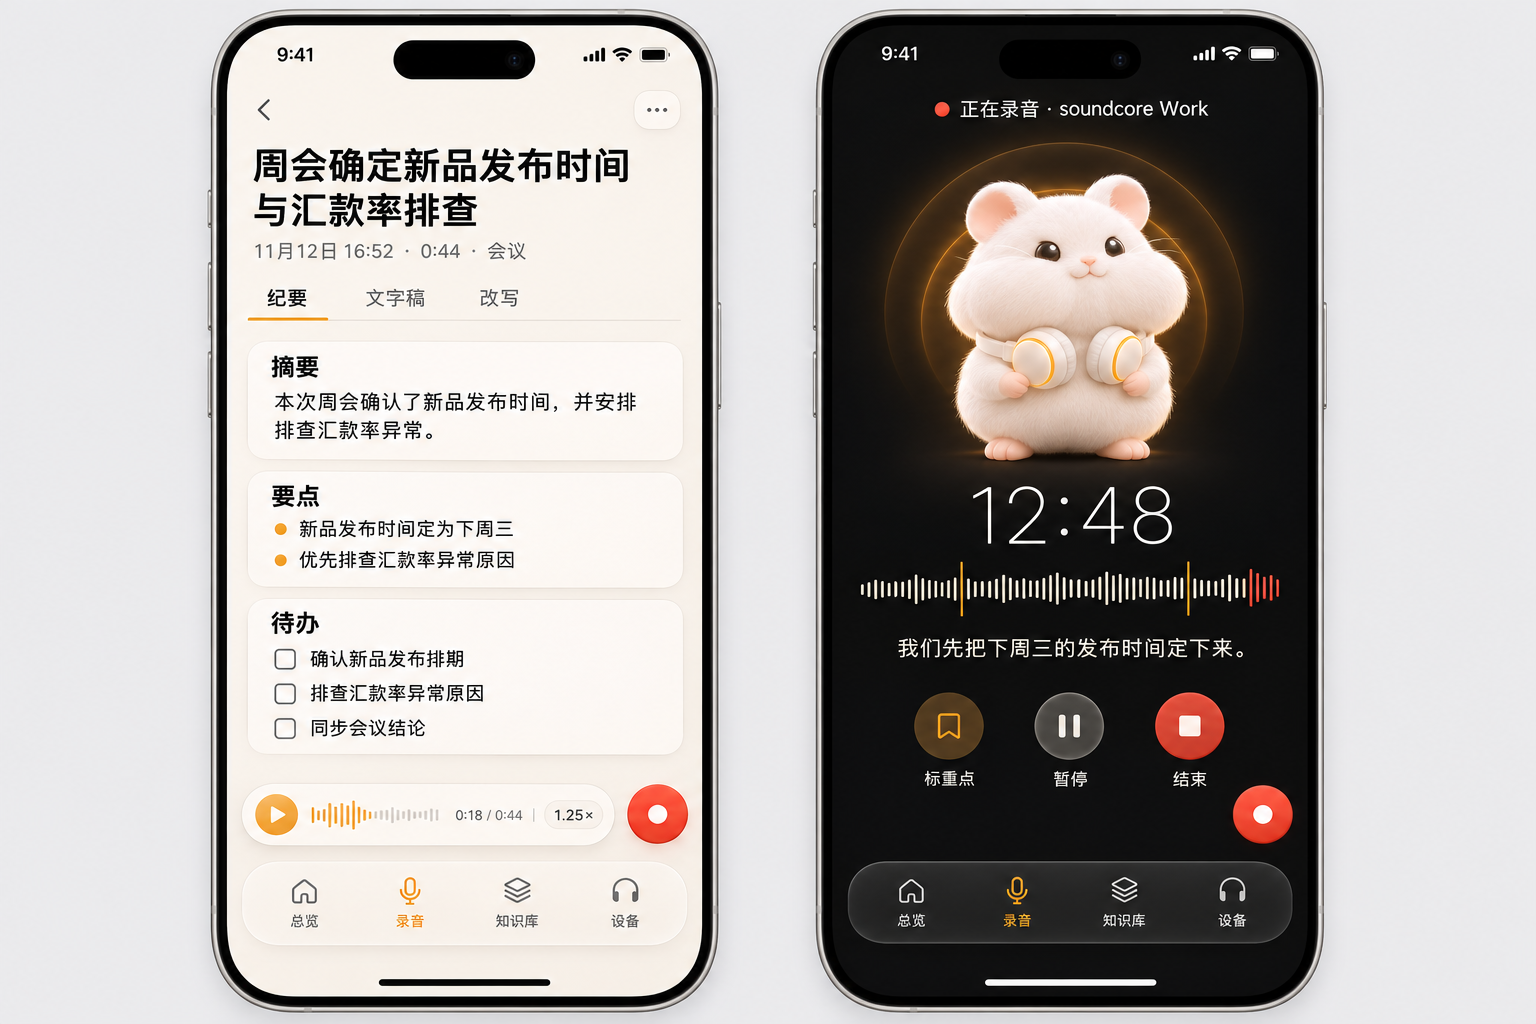 9:41
周会确定新品发布时间
与汇款率排查
11月12日 16:52 · 0:44 · 会议
纪要 文字稿 改写
摘要
本次周会确认了新品发布时间，并安排
排查汇款率异常。
要点
新品发布时间定为下周三
优先排查汇款率异常原因
待办
确认新品发布排期
排查汇款率异常原因
同步会议结论
0:18 / 0:44 | 1.25×
总览 录音 知识库 设备
9:41
正在录音 · soundcore Work
12:48
我们先把下周三的发布时间定下来。
标重点 暂停 结束
总览 录音 知识库 设备